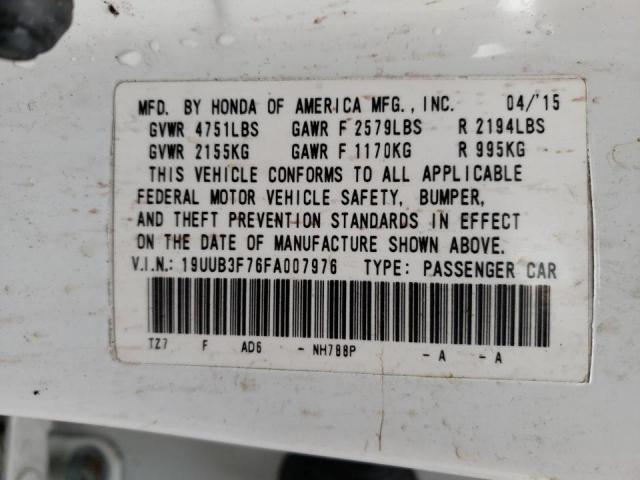 MFD. BY HONDA OF AMERICA MFG., INC. 04/'15
GVWR 4751LBS GAWR F 2579LBS R 2194LBS
GVWR 2155KG GAWR F 1170KG R 995KG
THIS VEHICLE CONFORMS TO ALL APPLICABLE
FEDERAL MOTOR VEHICLE SAFETY, BUMPER,
AND THEFT PREVENTION STANDARDS IN EFFECT
ON THE DATE OF MANUFACTURE SHOWN ABOVE.
V.I.N.: 19UUB3F76FA007976 TYPE: PASSENGER CAR
TZ7 F AD6 - NH788P - A - A